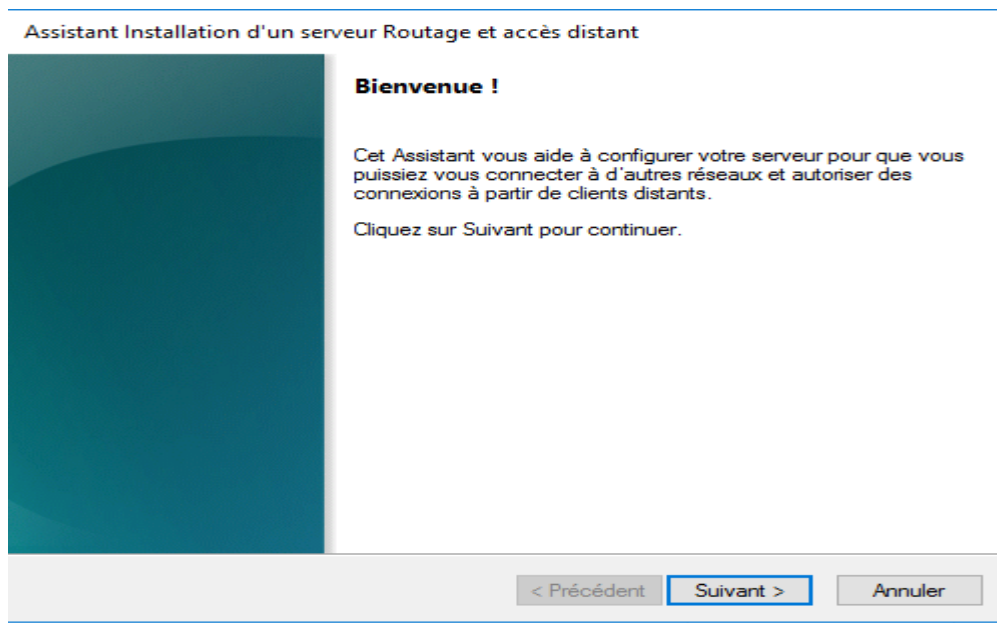 Assistant Installation d'un serveur Routage et accès distant
Bienvenue !
Cet Assistant vous aide à configurer votre serveur pour que vous
puissiez vous connecter à d'autres réseaux et autoriser des
connexions à partir de clients distants.
Cliquez sur Suivant pour continuer.
< Précédent Suivant > Annuler